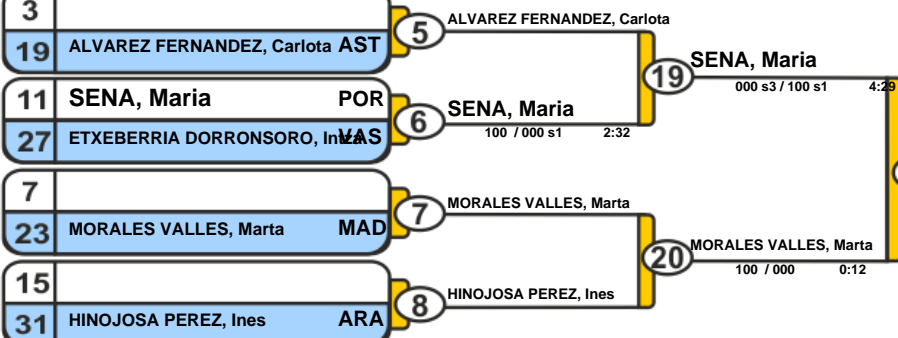 3
19 ALVAREZ FERNANDEZ, Carlota AST
5
ALVAREZ FERNANDEZ, Carlota
11 SENA, Maria POR
27 ETXEBERRIA DORRONSORO, VAS
6
SENA, Maria
100 / 000 s1 2:32
19
SENA, Maria
000 s3 / 100 s1 4:29
7
23 MORALES VALLES, Marta MAD
7
MORALES VALLES, Marta
15
31 HINOJOSA PEREZ, Ines ARA
8
HINOJOSA PEREZ, Ines
20
MORALES VALLES, Marta
100 / 000 0:12